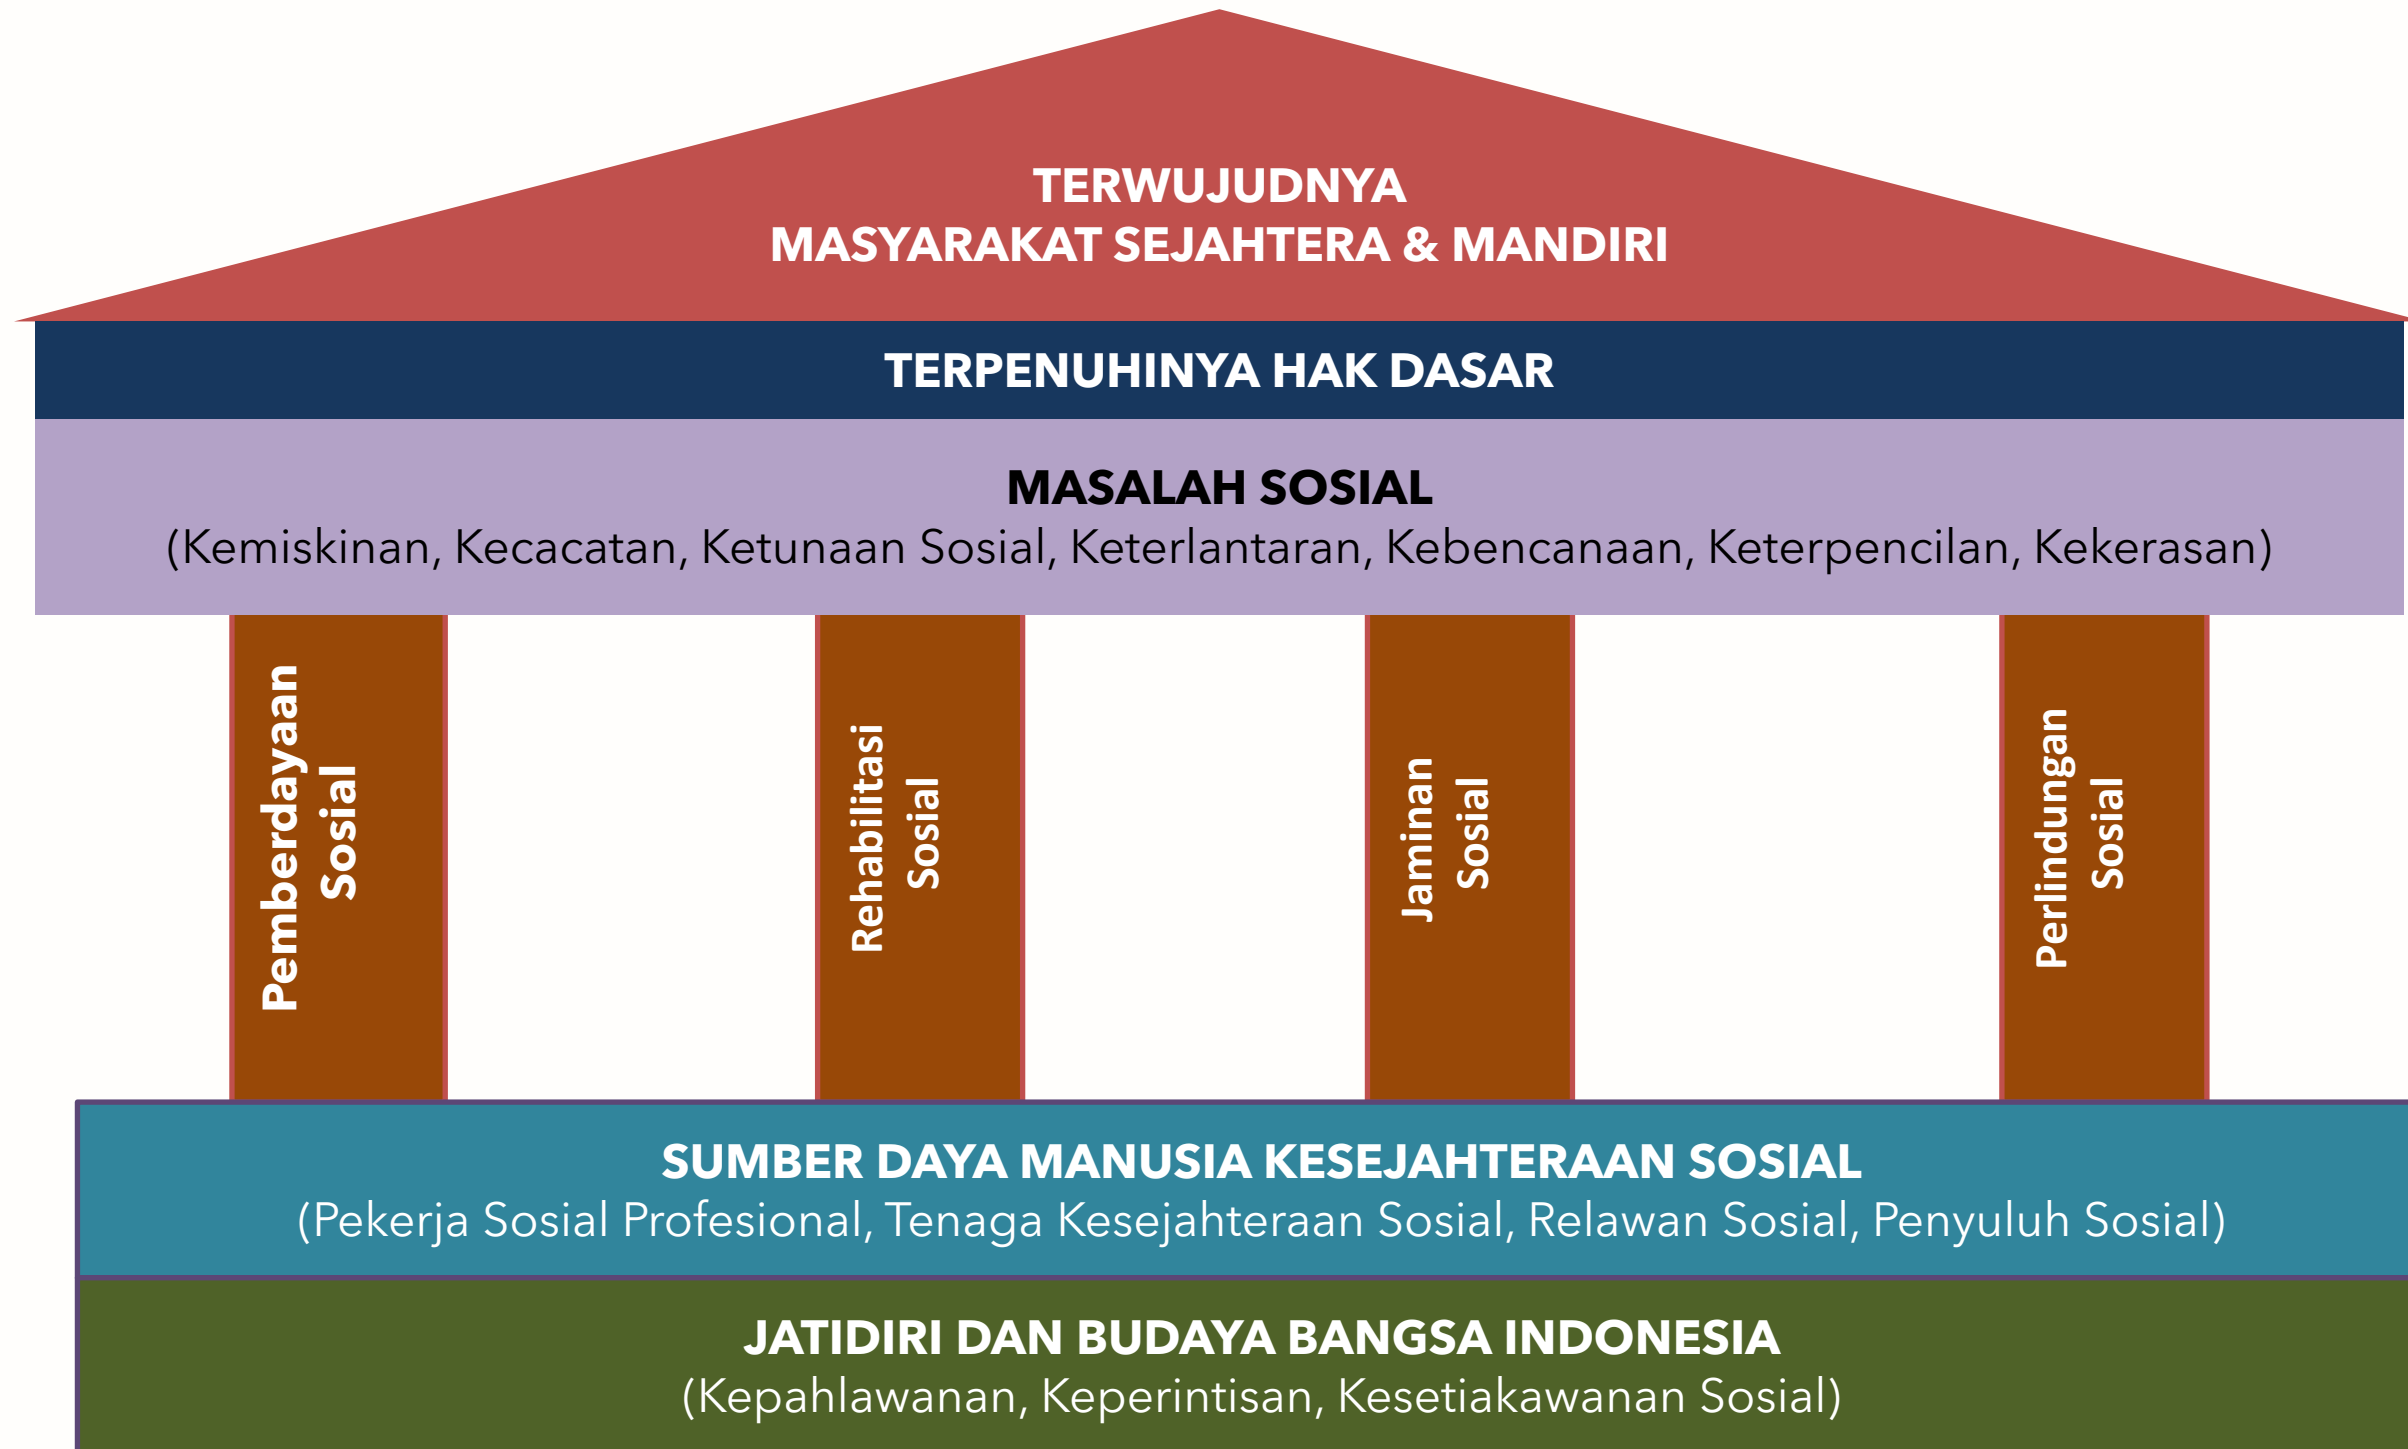 TERWUJUDNYA
MASYARAKAT SEJAHTERA & MANDIRI
TERPENUHINYA HAK DASAR
MASALAH SOSIAL
(Kemiskinan, Kecacatan, Ketunaan Sosial, Keterlantaran, Kebencanaan, Keterpencilan, Kekerasan)
Pemberdayaan
Sosial
Rehabilitasi
Sosial
Jaminan
Sosial
Perlindungan
Sosial
SUMBER DAYA MANUSIA KESEJAHTERAAN SOSIAL
(Pekerja Sosial Profesional, Tenaga Kesejahteraan Sosial, Relawan Sosial, Penyuluh Sosial)
JATIDIRI DAN BUDAYA BANGSA INDONESIA
(Kepahlawanan, Keperintisan, Kesetiakawanan Sosial)